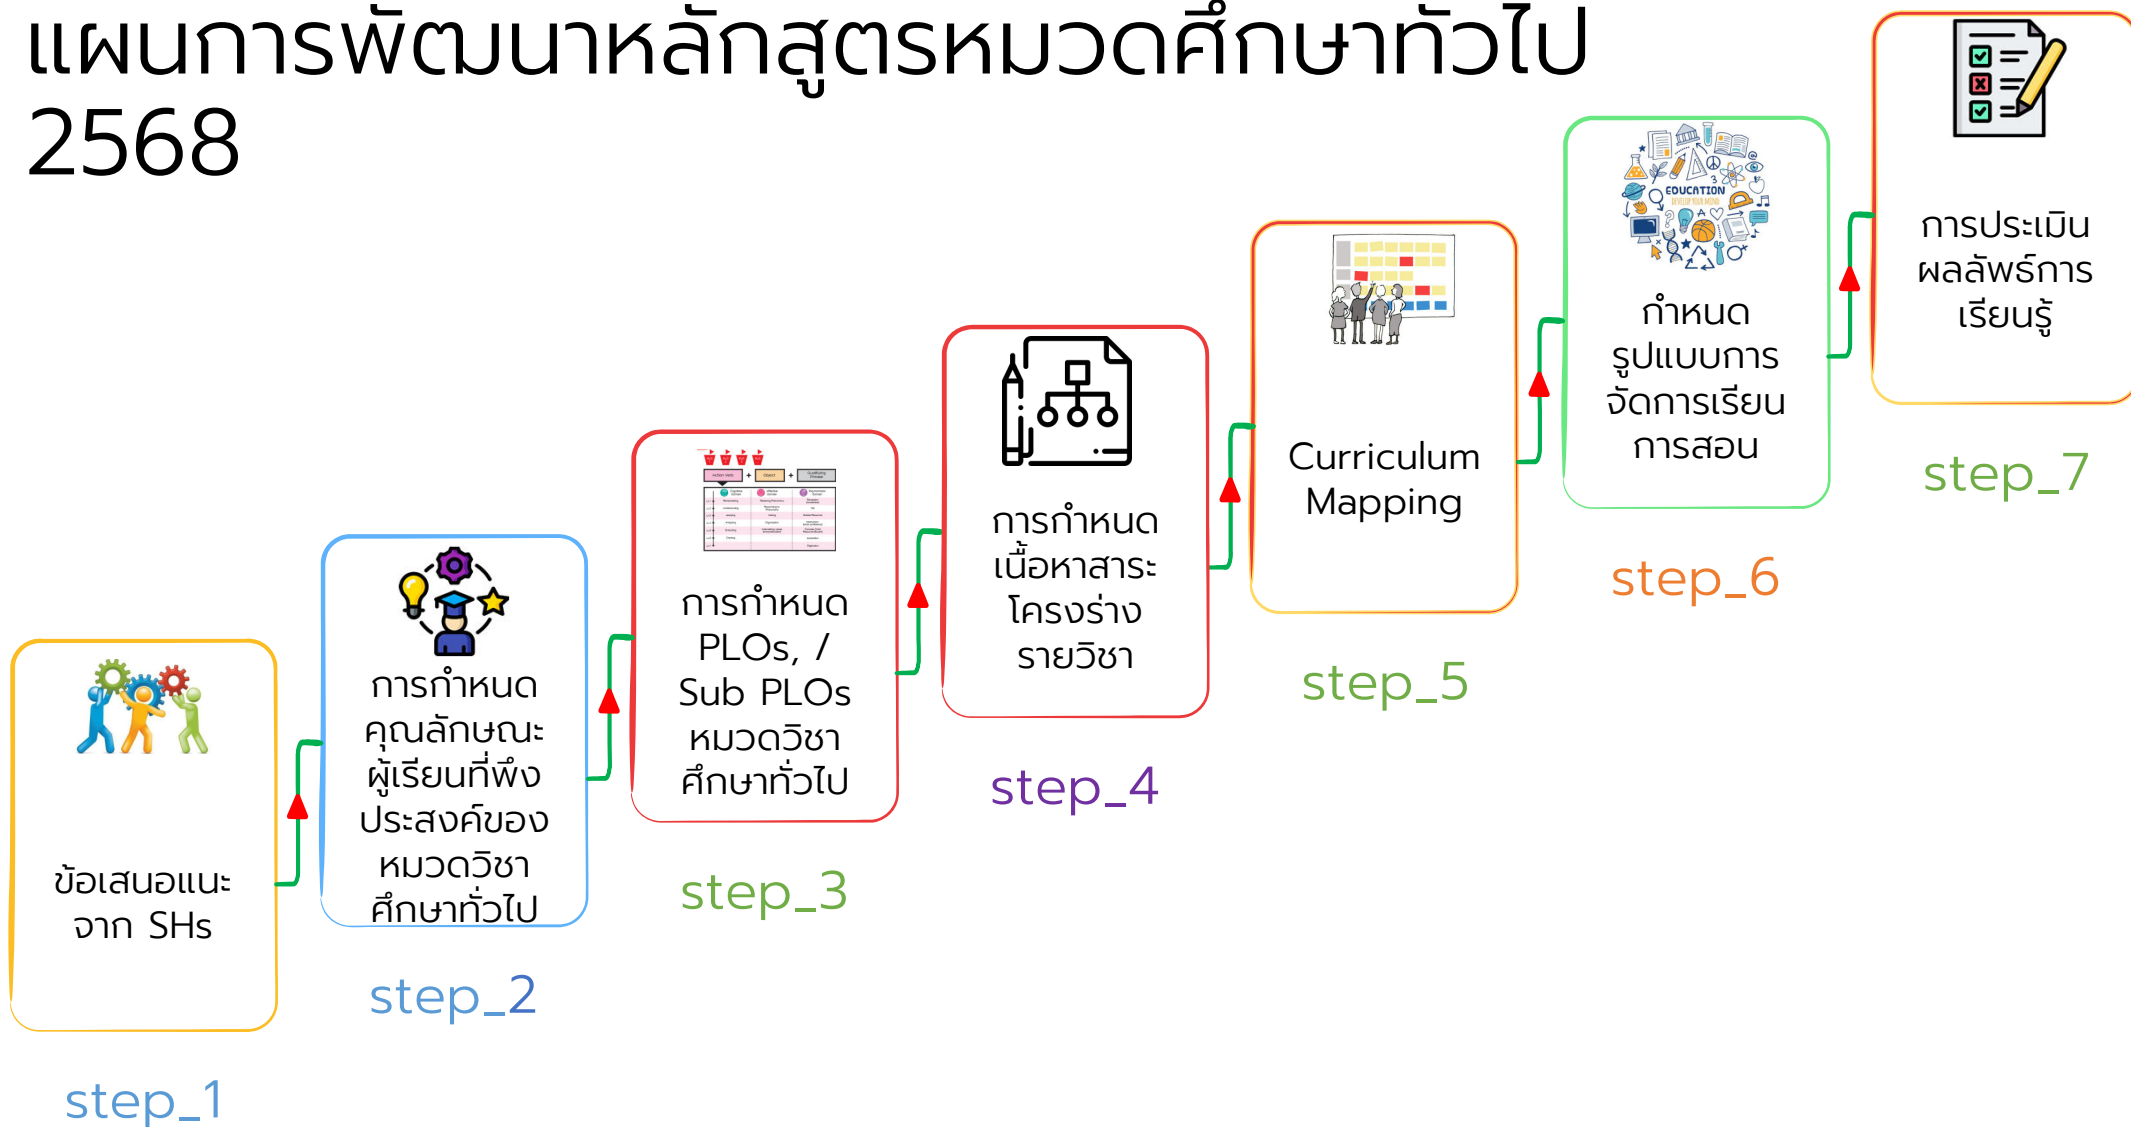 แผนการพัฒนาหลักสูตรหมวดศึกษาทั่วไป
2568
ข้อเสนอแนะ
จาก SHs
step_1
การกำหนด
คุณลักษณะ
ผู้เรียนที่พึง
ประสงค์ของ
หมวดวิชา
ศึกษาทั่วไป
step_2
Action Verb + Object + Qualifying
Phrase
การกำหนด
PLOs, /
Sub PLOs
หมวดวิชา
ศึกษาทั่วไป
step_3
การกำหนด
เนื้อหาสาระ
โครงร่าง
รายวิชา
step_4
Curriculum
Mapping
step_5
EDUCATION
DEVELOP YOUR MIND
กำหนด
รูปแบบการ
จัดการเรียน
การสอน
step_6
การประเมิน
ผลลัพธ์การ
เรียนรู้
step_7